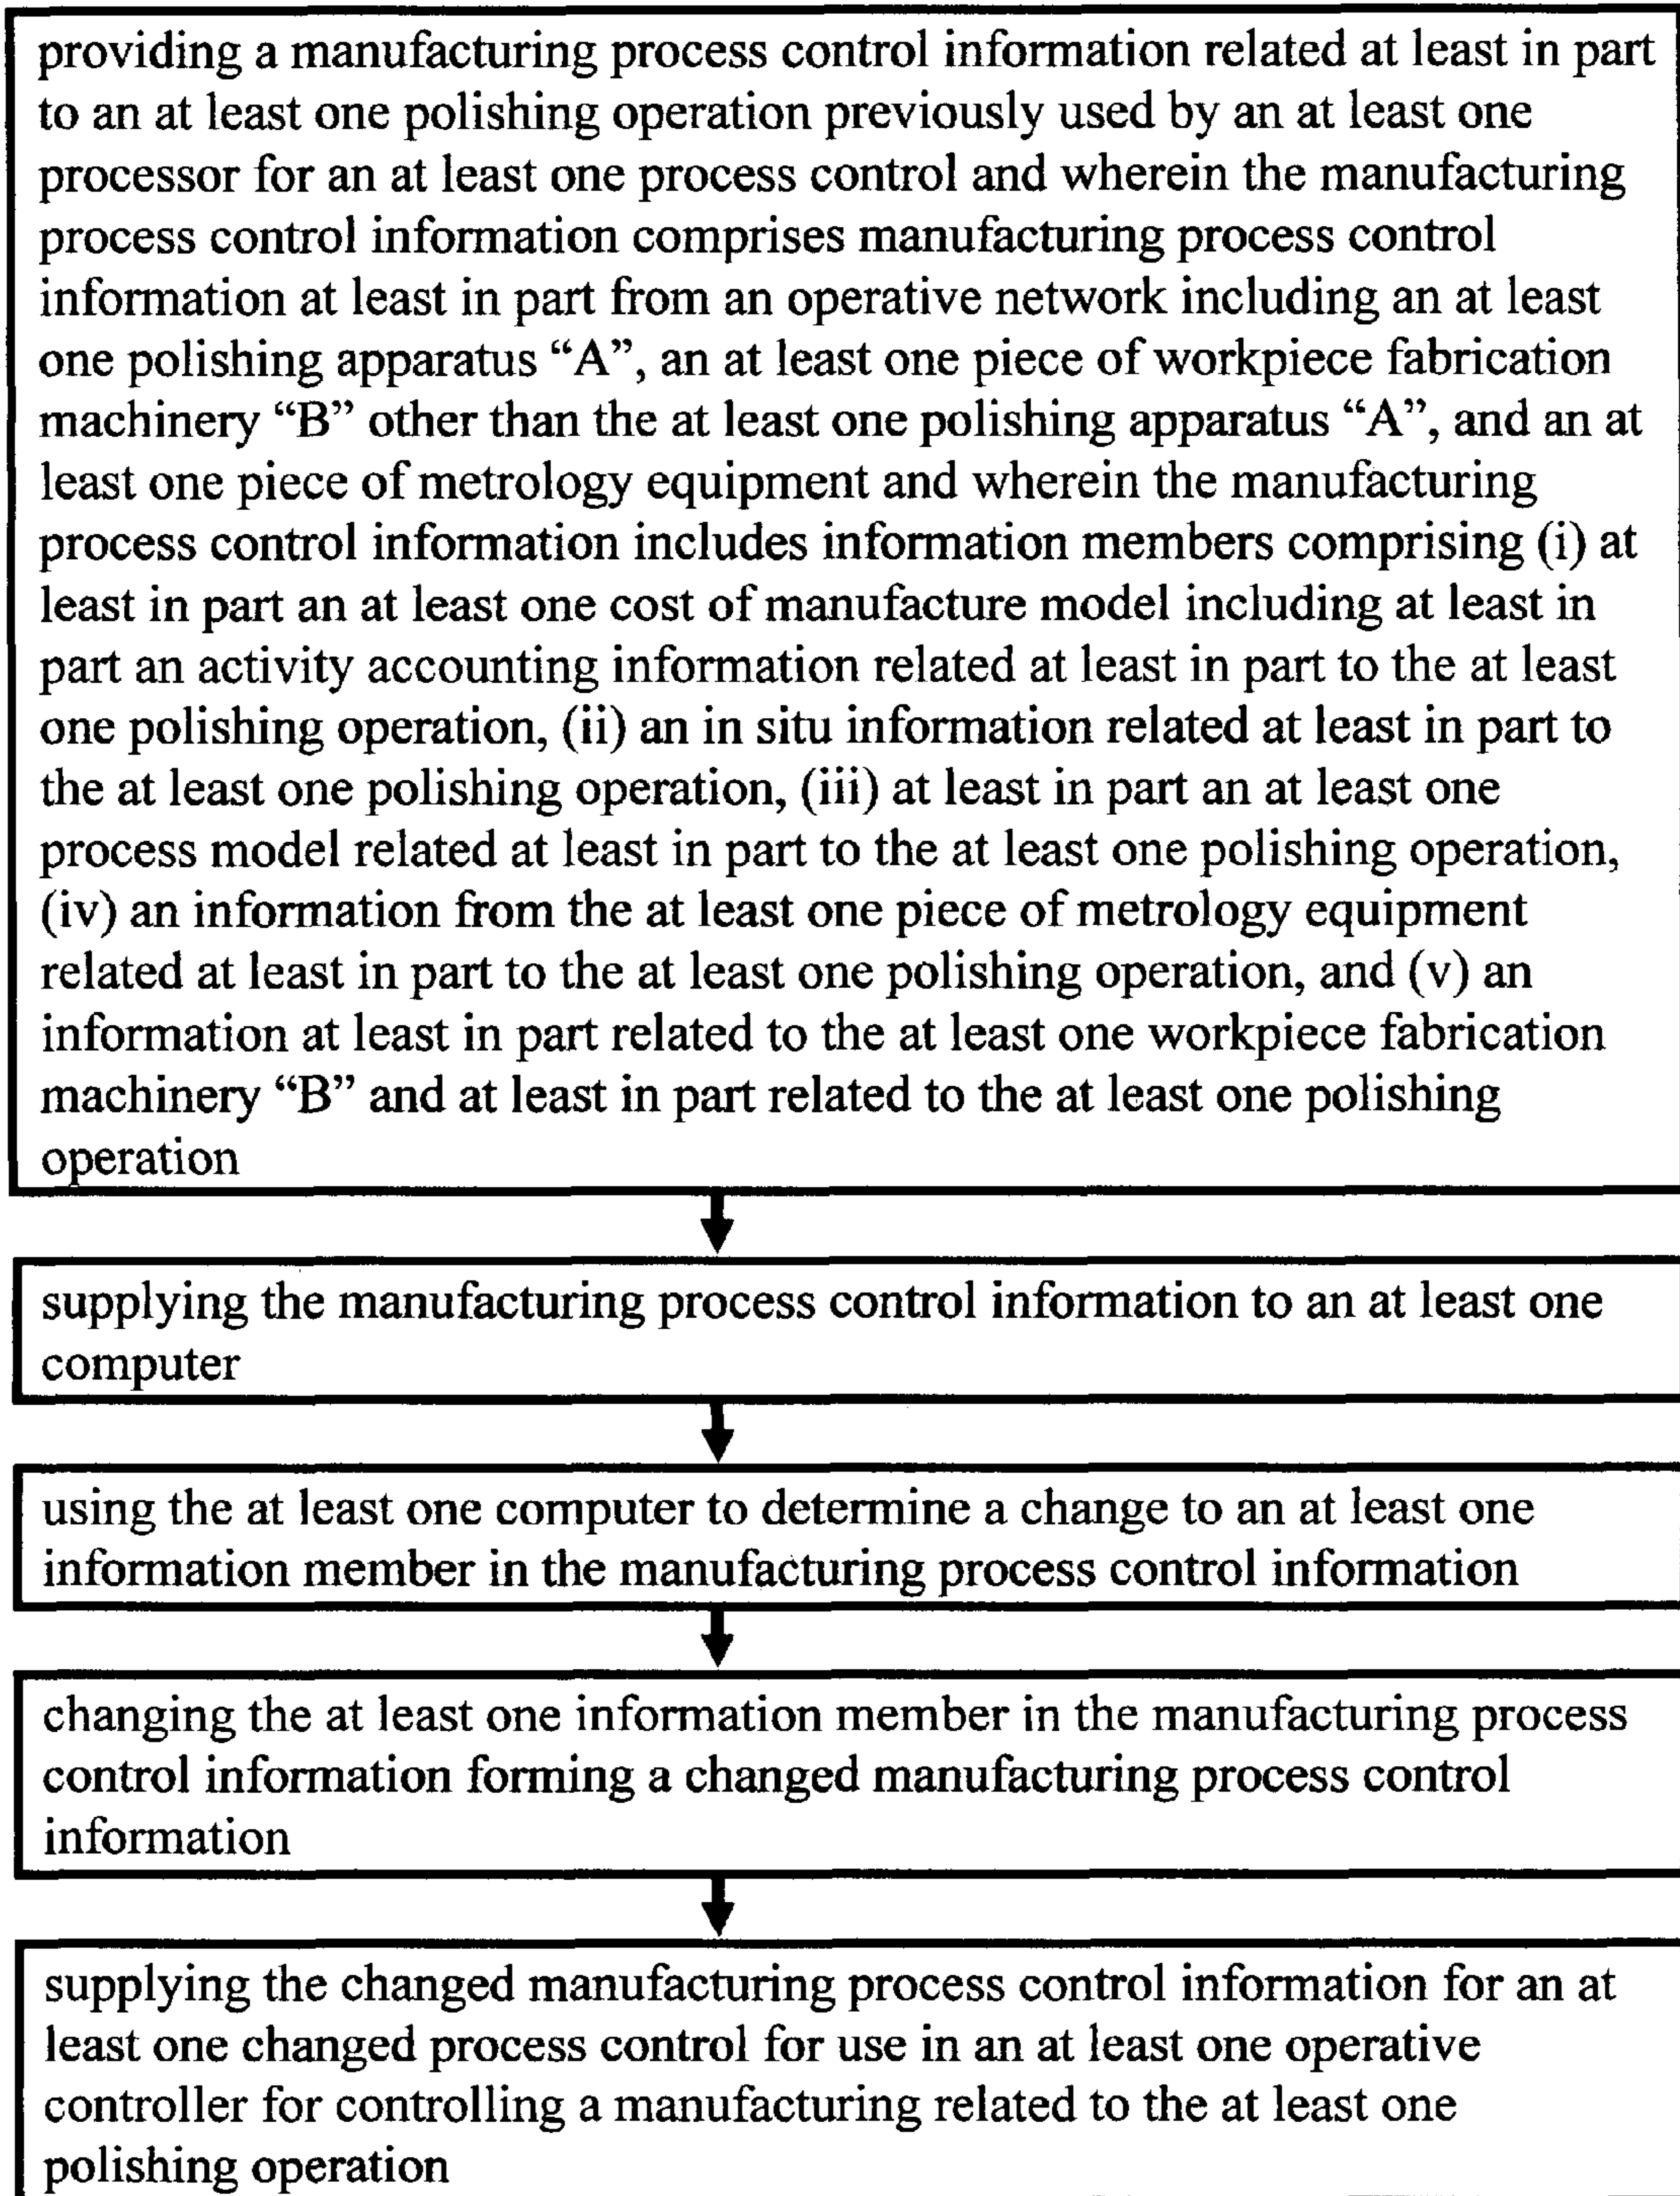 providing a manufacturing process control information related at least in part
to an at least one polishing operation previously used by an at least one
processor for an at least one process control and wherein the manufacturing
process control information comprises manufacturing process control
information at least in part from an operative network including an at least
one polishing apparatus “A”, an at least one piece of workpiece fabrication
machinery “B” other than the at least one polishing apparatus “A”, and an at
least one piece of metrology equipment and wherein the manufacturing
process control information includes information members comprising (i) at
least in part an at least one cost of manufacture model including at least in
part an activity accounting information related at least in part to the at least
one polishing operation, (ii) an in situ information related at least in part to
the at least one polishing operation, (iii) at least in part an at least one
process model related at least in part to the at least one polishing operation,
(iv) an information from the at least one piece of metrology equipment
related at least in part to the at least one polishing operation, and (v) an
information at least in part related to the at least one workpiece fabrication
machinery “B” and at least in part related to the at least one polishing
operation
supplying the manufacturing process control information to an at least one
computer
using the at least one computer to determine a change to an at least one
information member in the manufacturing process control information
changing the at least one information member in the manufacturing process
control information forming a changed manufacturing process control
information
supplying the changed manufacturing process control information for an at
least one changed process control for use in an at least one operative
controller for controlling a manufacturing related to the at least one
polishing operation